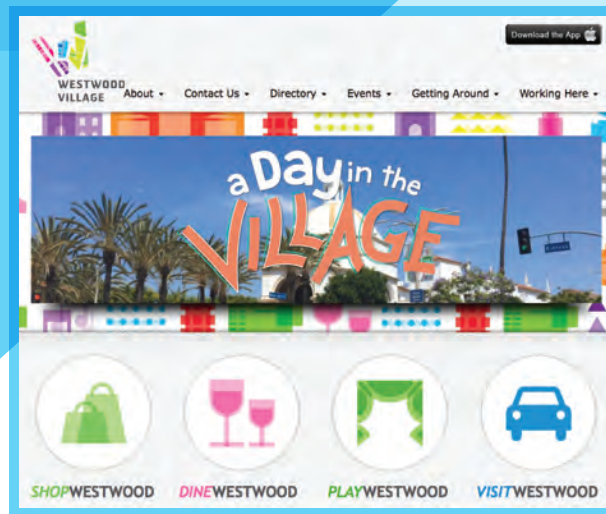 Download the App
WESTWOOD
VILLAGE
About Contact Us Directory Events Getting Around Working Here
a Day in the
VILLAGE
SHOPWESTWOOD DINEWESTWOOD PLAYWESTWOOD VISITWESTWOOD